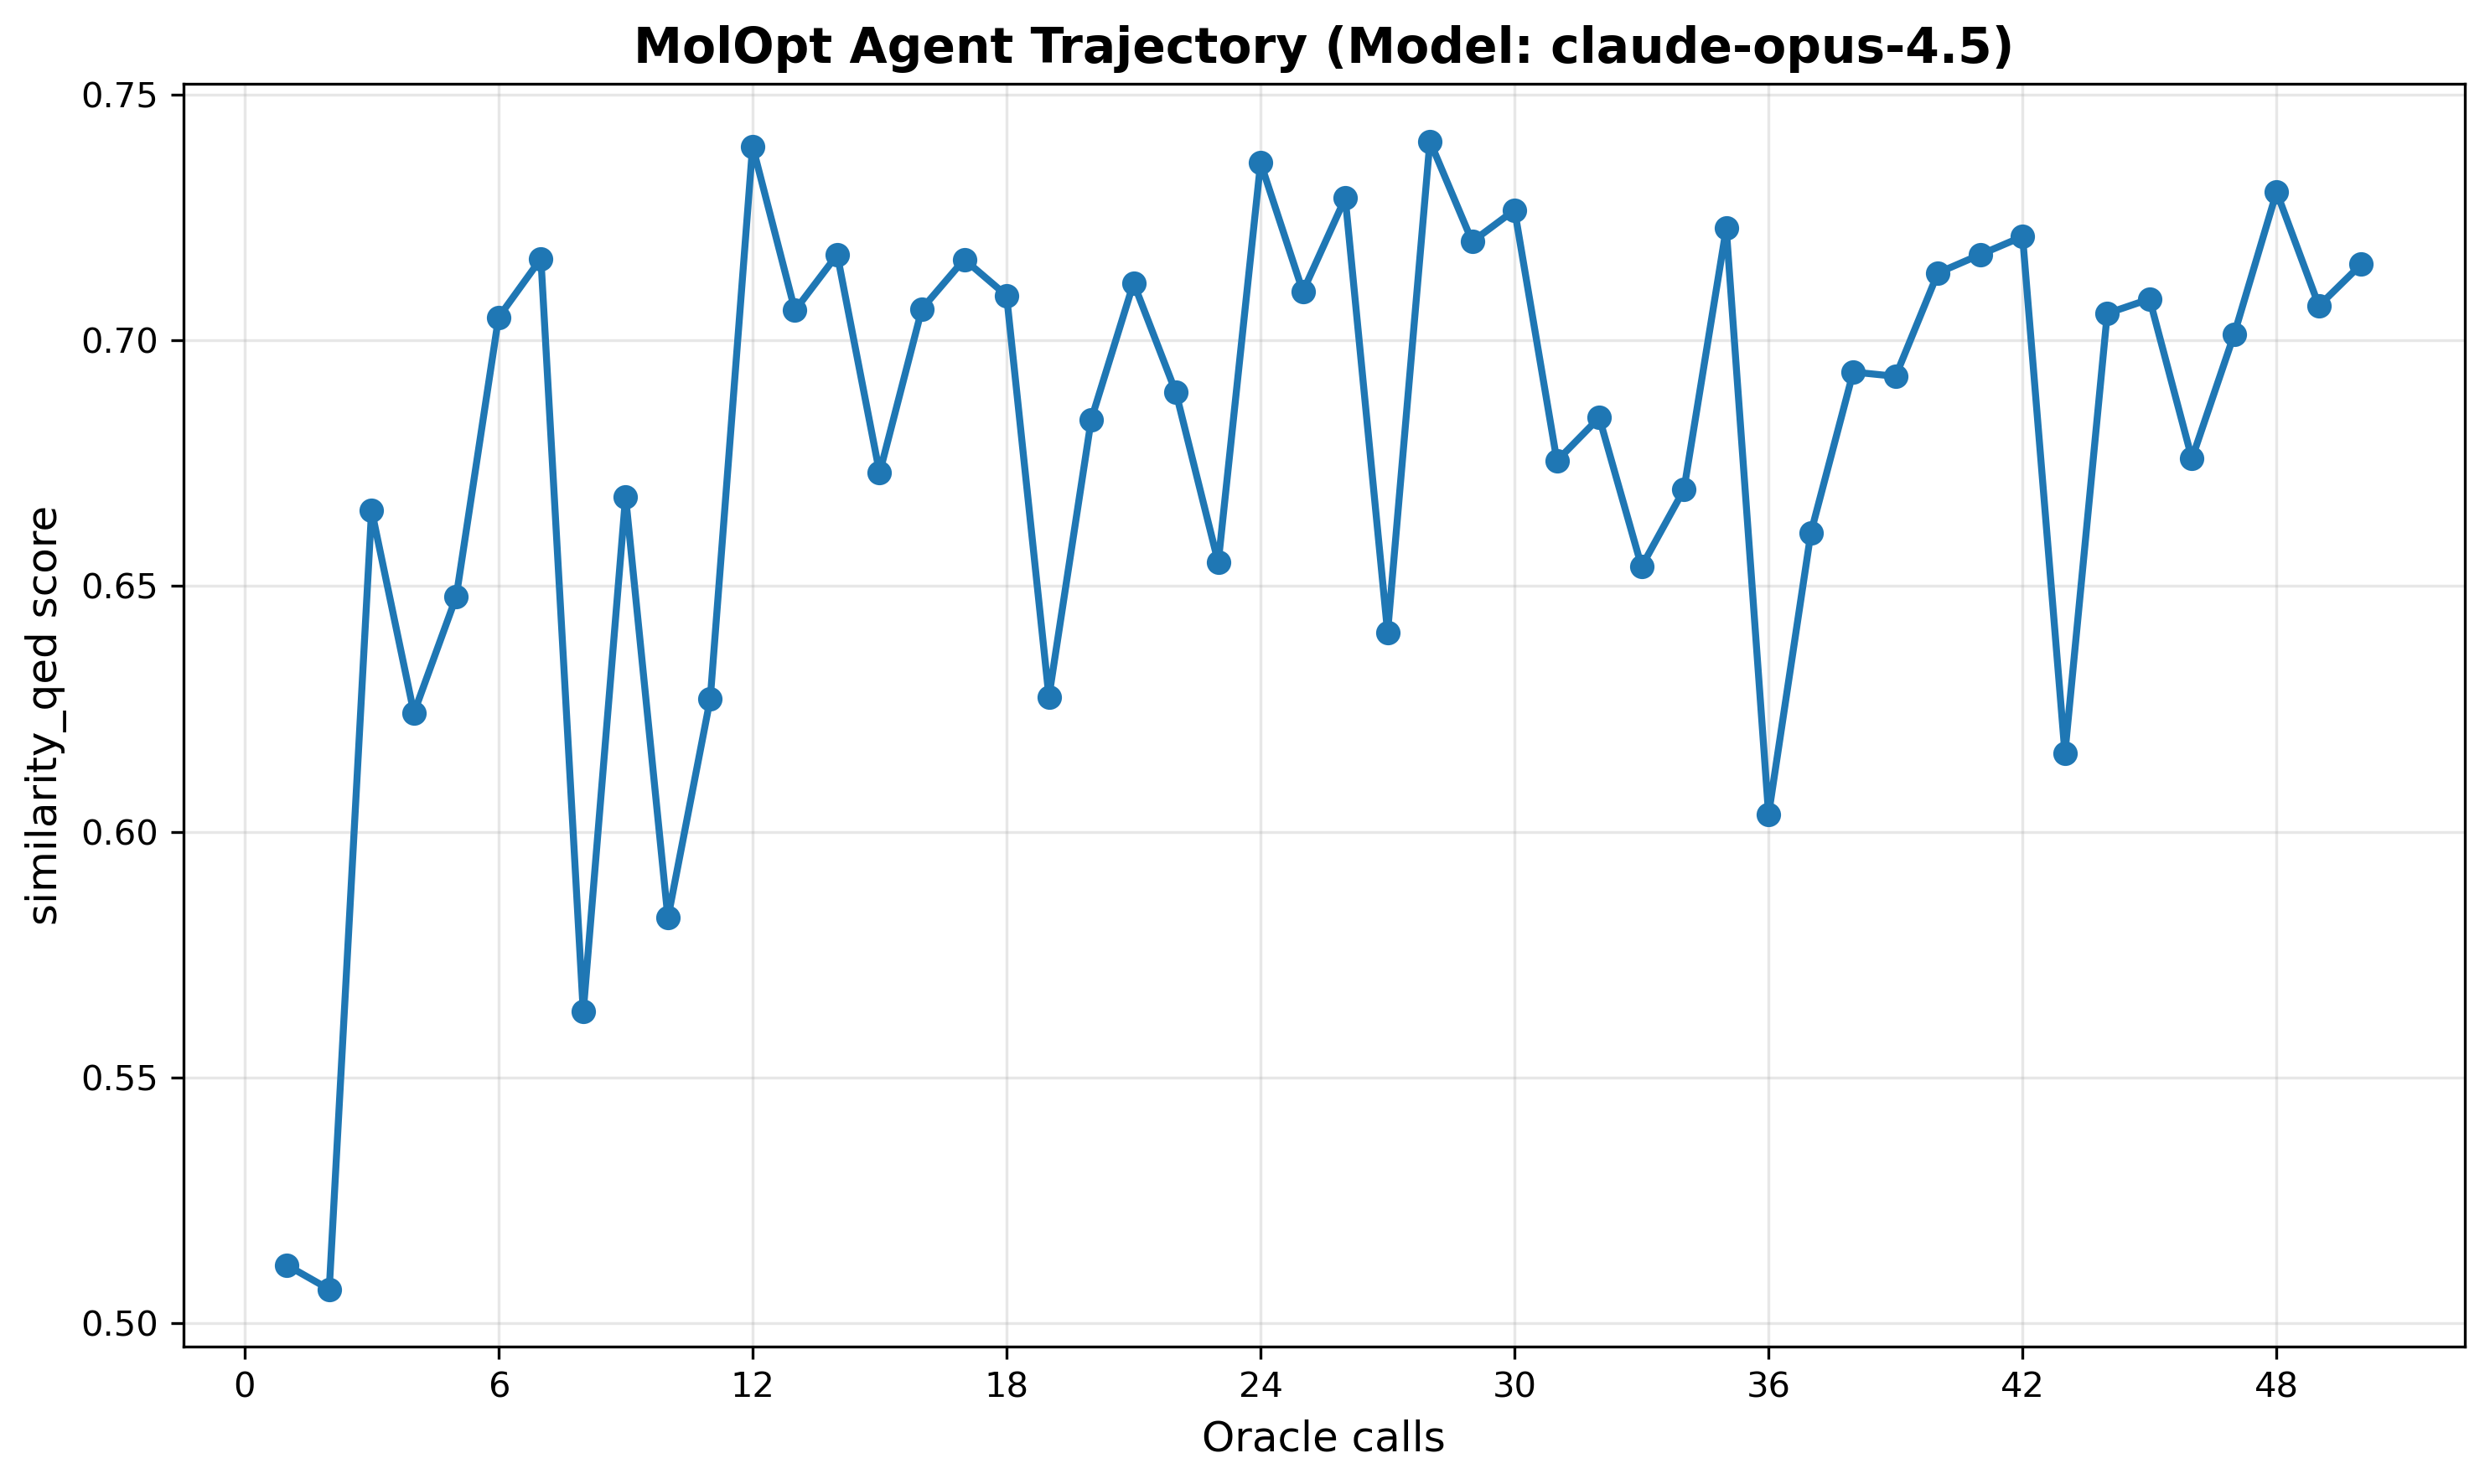 MolOpt Agent Trajectory (Model: claude-opus-4.5)
similarity_qed score
0.75
0.70
0.65
0.60
0.55
0.50
0 6 12 18 24 30 36 42 48
Oracle calls